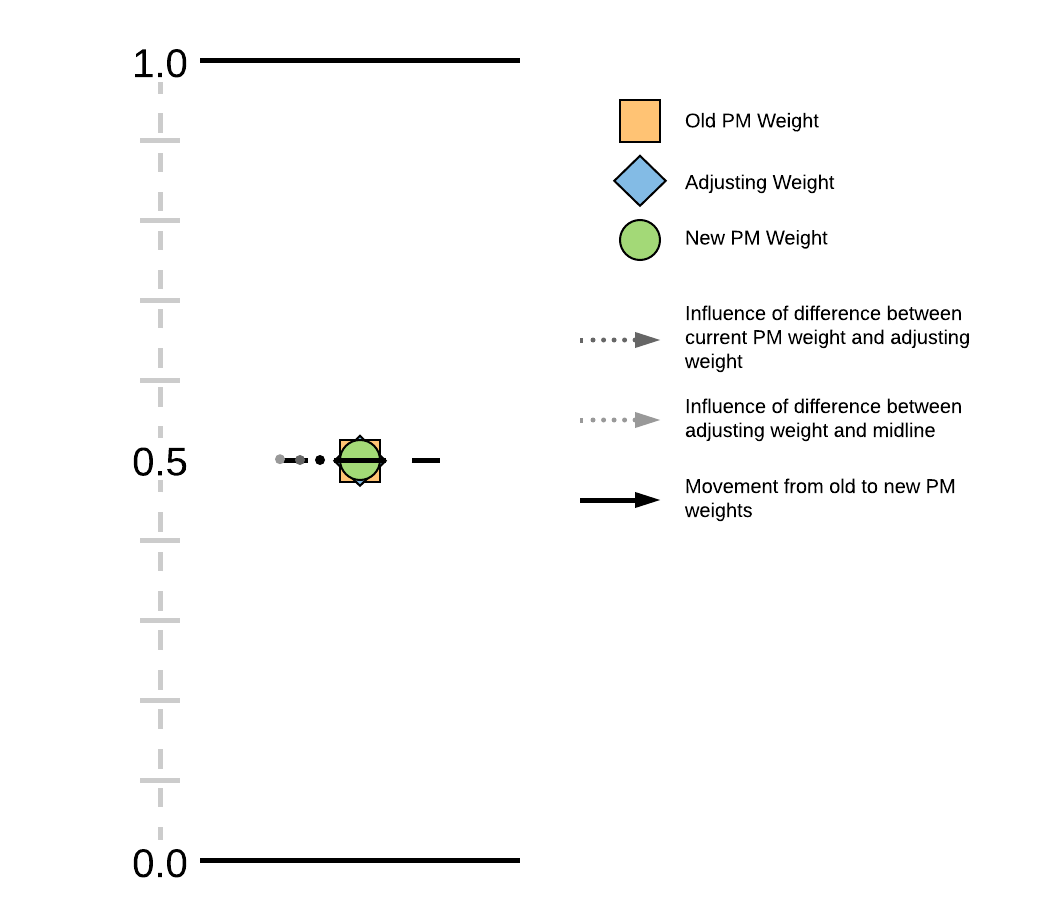 1.0
Old PM Weight
Adjusting Weight
New PM Weight
Influence of difference between
current PM weight and adjusting
weight
Influence of difference between
adjusting weight and midline
0.5
Movement from old to new PM
weights
0.0